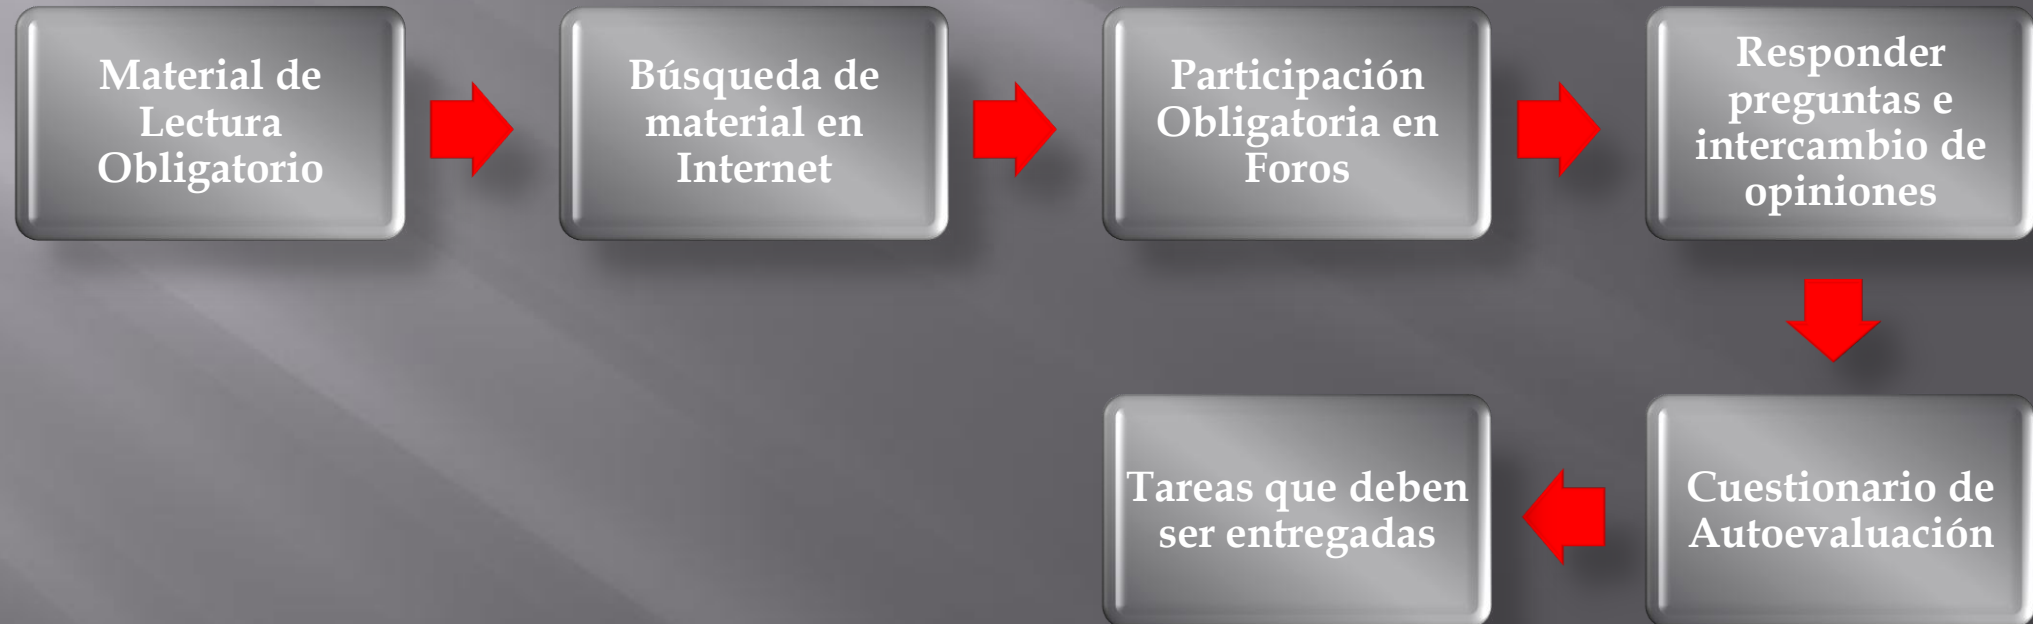 Material de
Lectura
Obligatorio
Búsqueda de
material en
Internet
Participación
Obligatoria en
Foros
Responder
preguntas e
intercambio de
opiniones
Cuestionario de
Autoevaluación
Tareas que deben
ser entregadas